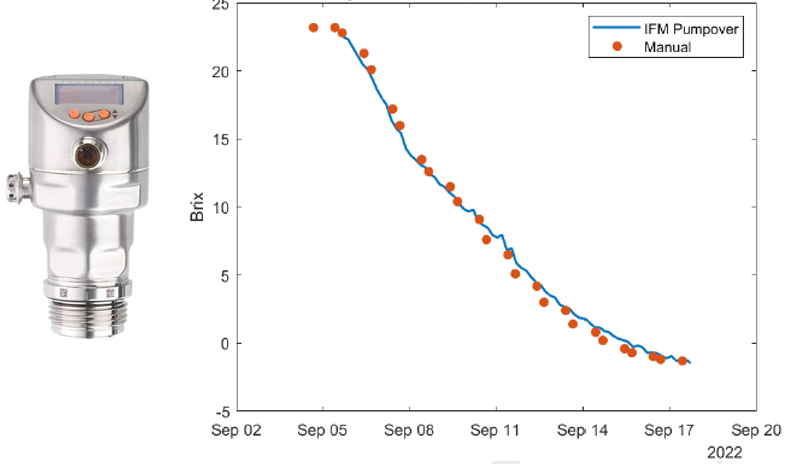 25
20
15
10
5
0
-5
Brix
IFM Pumpover
Manual
Sep 02
Sep 05
Sep 08
Sep 11
Sep 14
Sep 17
Sep 20
2022